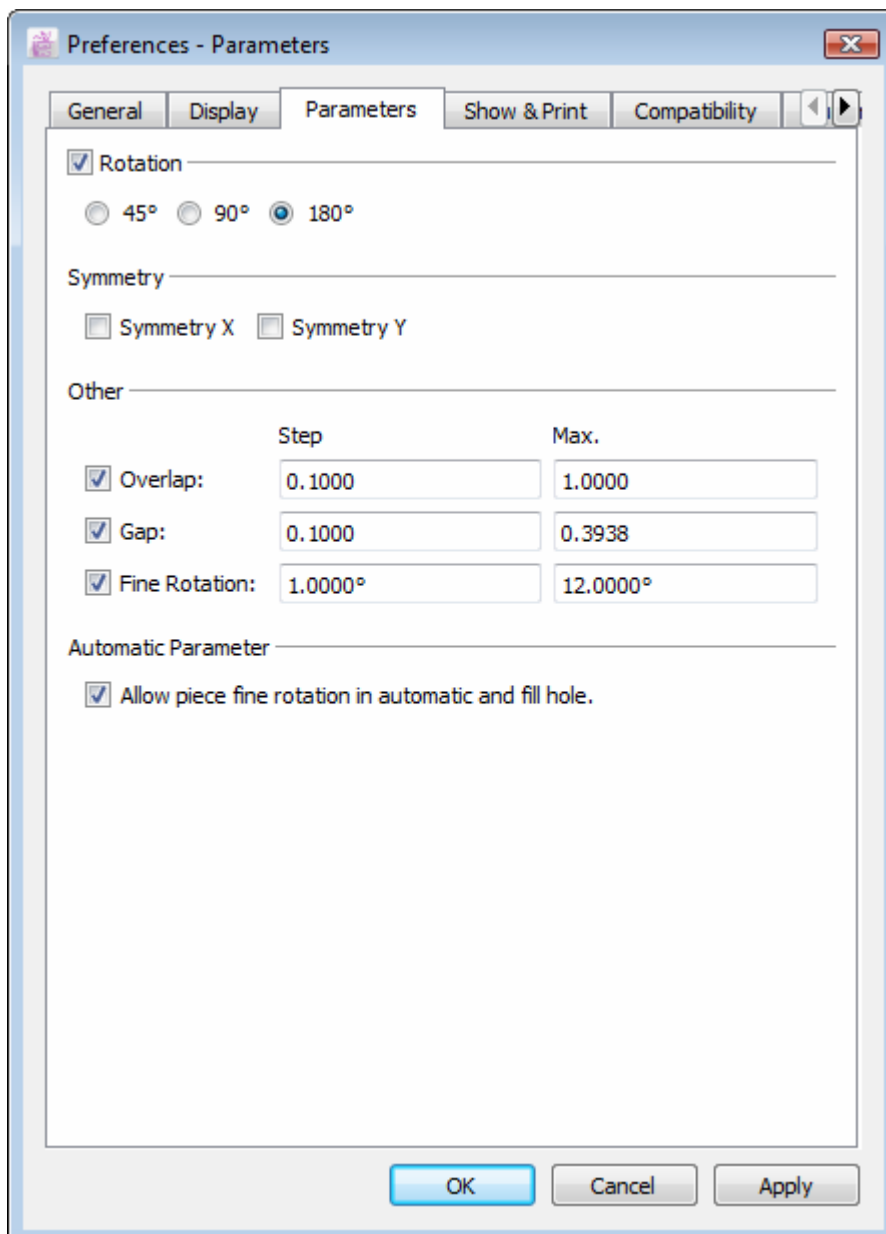 Preferences - Parameters
General Display Parameters Show & Print Compatibility
Rotation
45° 90° 180°
Symmetry
Symmetry X Symmetry Y
Other
Step Max.
Overlap: 0.1000 1.0000
Gap: 0.1000 0.3938
Fine Rotation: 1.0000° 12.0000°
Automatic Parameter
Allow piece fine rotation in automatic and fill hole.
OK Cancel Apply